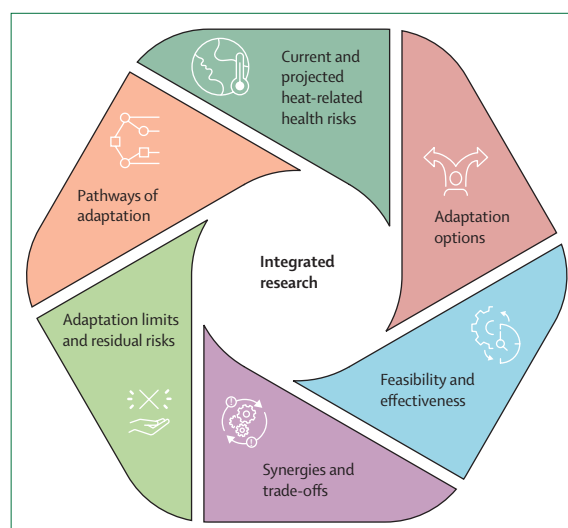 Current and
projected
heat-related
health risks
Adaptation
options
Feasibility and
effectiveness
Synergies and
trade-offs
Adaptation limits
and residual risks
Pathways of
adaptation
Integrated
research